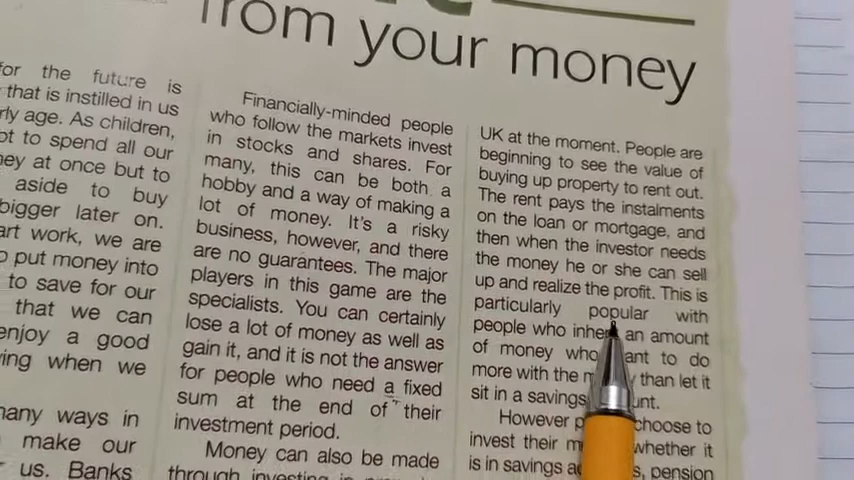 from your money
for the future is
that is instilled in us
rly age. As children,
ot to spend all our
ney at once but to
aside to buy
bigger later on.
art work, we are
o put money into
to save for our
that we can
enjoy a good
ving when we
many ways in
make our
us. Banks
Financially-minded people
who follow the markets invest
in stocks and shares. For
many, this can be both a
hobby and a way of making a
lot of money. It's a risky
business, however, and there
are no guarantees. The major
players in this game are the
specialists. You can certainly
lose a lot of money as well as
gain it, and it is not the answer
for people who need a fixed
sum at the end of their
investment period.
Money can also be made
through investing in
UK at the moment. People are
beginning to see the value of
buying up property to rent out.
The rent pays the instalments
on the loan or mortgage, and
then when the investor needs
the money he or she can sell
up and realize the profit. This is
particularly popular with
people who inher an amount
of money who ant to do
more with the m y than let it
sit in a savings unt.
However p choose to
invest their m whether it
is in savings a s, pension